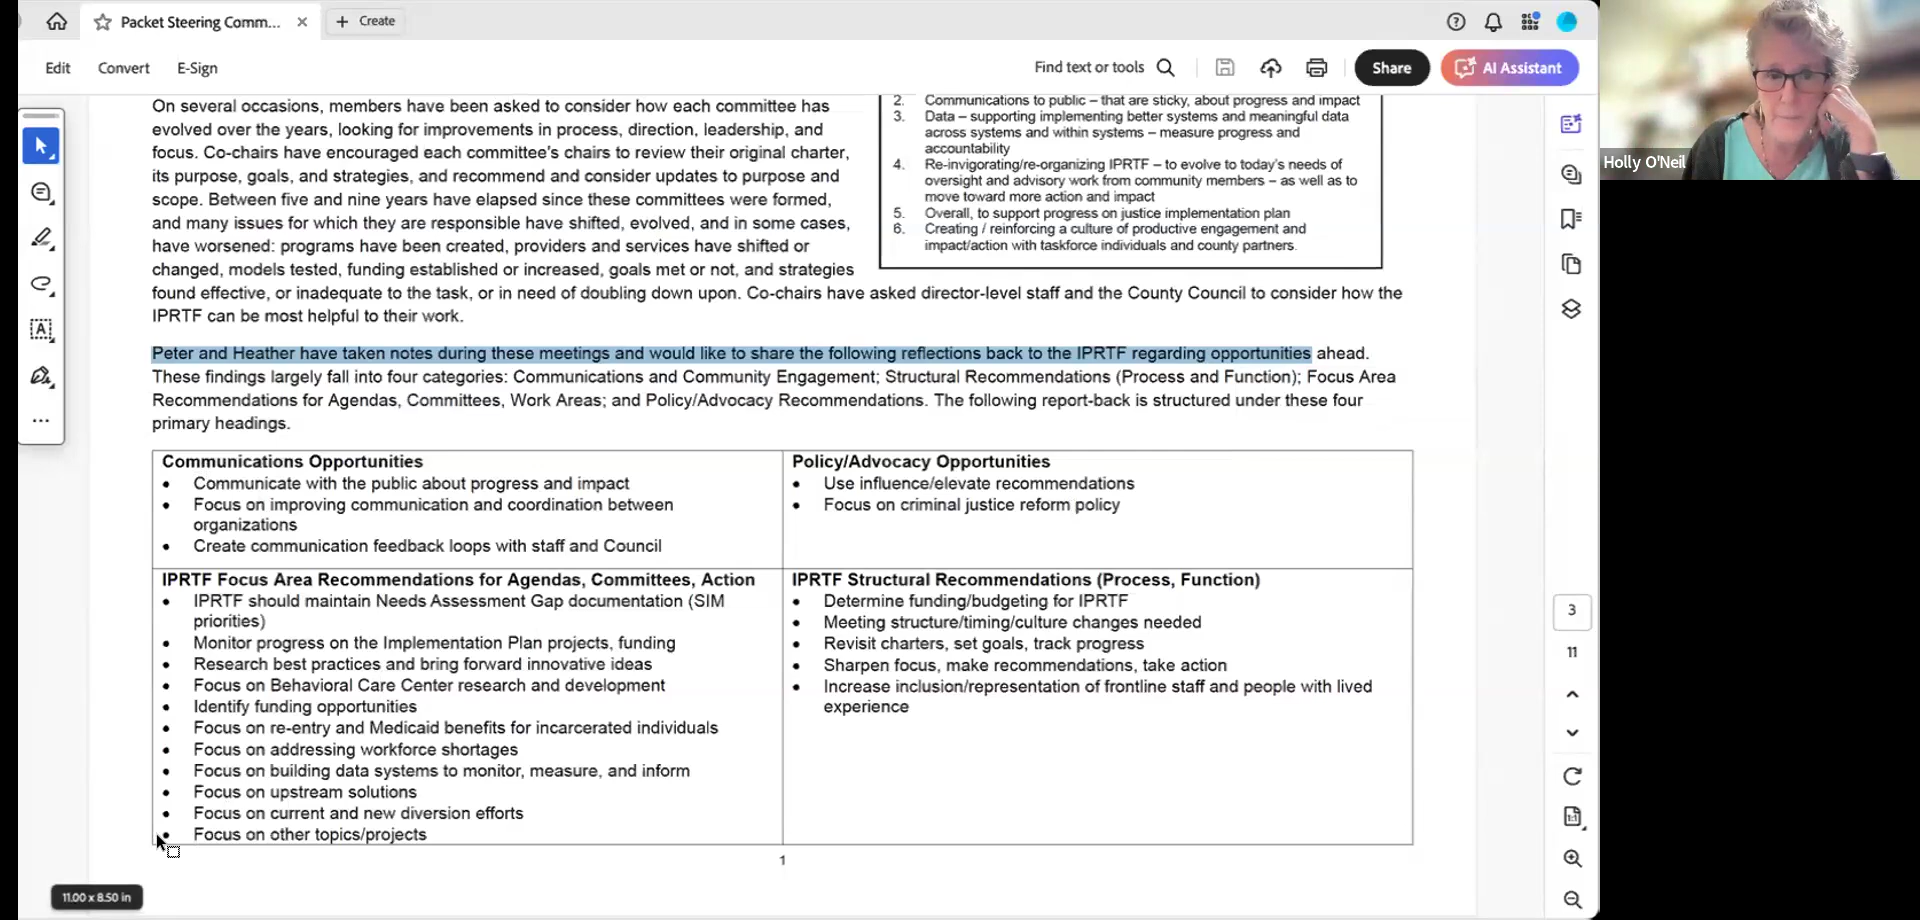 Packet Steering Comm...
Create
Edit
Convert
E-Sign
Find text or tools
Share
AI Assistant
Holly O'Neil
On several occasions, members have been asked to consider how each committee has
evolved over the years, looking for improvements in process, direction, leadership, and
focus. Co-chairs have encouraged each committee's chairs to review their original charter,
its purpose, goals, and strategies, and recommend and consider updates to purpose and
scope. Between five and nine years have elapsed since these committees were formed,
and many issues for which they are responsible have shifted, evolved, and in some cases,
have worsened: programs have been created, providers and services have shifted or
changed, models tested, funding established or increased, goals met or not, and strategies
found effective, or inadequate to the task, or in need of doubling down upon. Co-chairs have asked director-level staff and the County Council to consider how the
IPRTF can be most helpful to their work.
2. Communications to public – that are sticky, about progress and impact
3. Data – supporting implementing better systems and meaningful data
across systems and within systems – measure progress and
accountability
4. Re-invigorating/re-organizing IPRTF – to evolve to today's needs of
oversight and advisory work from community members – as well as to
move toward more action and impact
5. Overall, to support progress on justice implementation plan
6. Creating / reinforcing a culture of productive engagement and
impact/action with taskforce individuals and county partners.
Peter and Heather have taken notes during these meetings and would like to share the following reflections back to the IPRTF regarding opportunities ahead.
These findings largely fall into four categories: Communications and Community Engagement; Structural Recommendations (Process and Function); Focus Area
Recommendations for Agendas, Committees, Work Areas; and Policy/Advocacy Recommendations. The following report-back is structured under these four
primary headings.
Communications Opportunities
• Communicate with the public about progress and impact
• Focus on improving communication and coordination between
organizations
• Create communication feedback loops with staff and Council
Policy/Advocacy Opportunities
• Use influence/elevate recommendations
• Focus on criminal justice reform policy
IPRTF Focus Area Recommendations for Agendas, Committees, Action
• IPRTF should maintain Needs Assessment Gap documentation (SIM
priorities)
• Monitor progress on the Implementation Plan projects, funding
• Research best practices and bring forward innovative ideas
• Focus on Behavioral Care Center research and development
• Identify funding opportunities
• Focus on re-entry and Medicaid benefits for incarcerated individuals
• Focus on addressing workforce shortages
• Focus on building data systems to monitor, measure, and inform
• Focus on upstream solutions
• Focus on current and new diversion efforts
• Focus on other topics/projects
IPRTF Structural Recommendations (Process, Function)
• Determine funding/budgeting for IPRTF
• Meeting structure/timing/culture changes needed
• Revisit charters, set goals, track progress
• Sharpen focus, make recommendations, take action
• Increase inclusion/representation of frontline staff and people with lived
experience
1
3
11
1:1
11.00 x 8.50 in